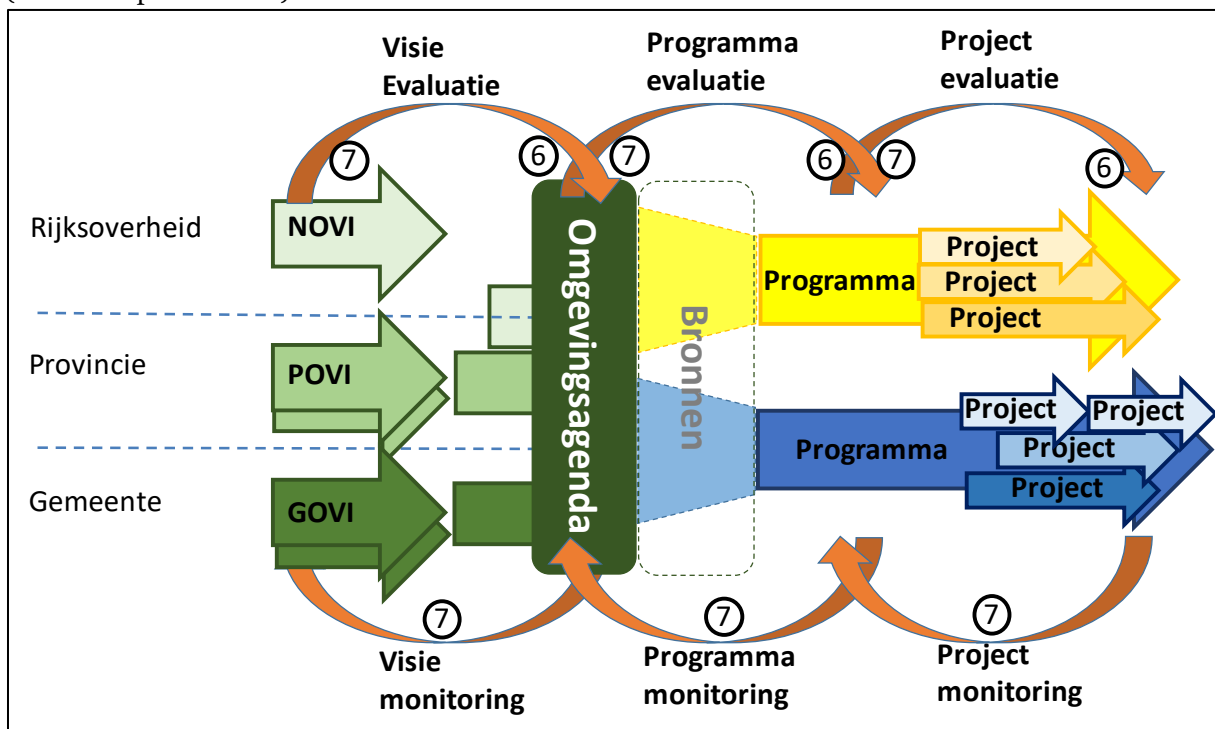 Visie
Evaluatie
Programma
evaluatie
Project
evaluatie
7
6
7
6
7
6
Rijksoverheid
NOVI
Provincie
POVI
Gemeente
GOVI
Omgevingsagenda
Bronnen
Programma
Project
Project
Project
Programma
Project
Project
Project
Project
7
7
7
Visie
monitoring
Programma
monitoring
Project
monitoring